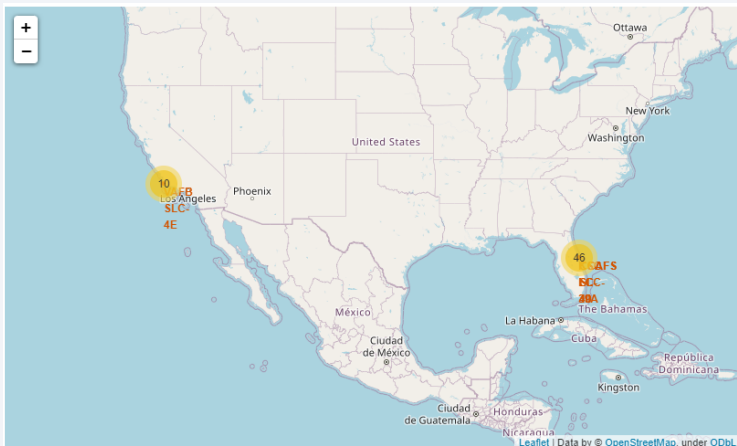 +
−
Ottawa
New York
United States
Washington
10
Los Angeles
Phoenix
SLC-
4E
46
The Bahamas
México
La Habana
Cuba
Ciudad
de México
República
Dominicana
Kingston
Ciudad
de Guatemala
Honduras
Nicaragua
Leaflet | Data by © OpenStreetMap, under ODbL